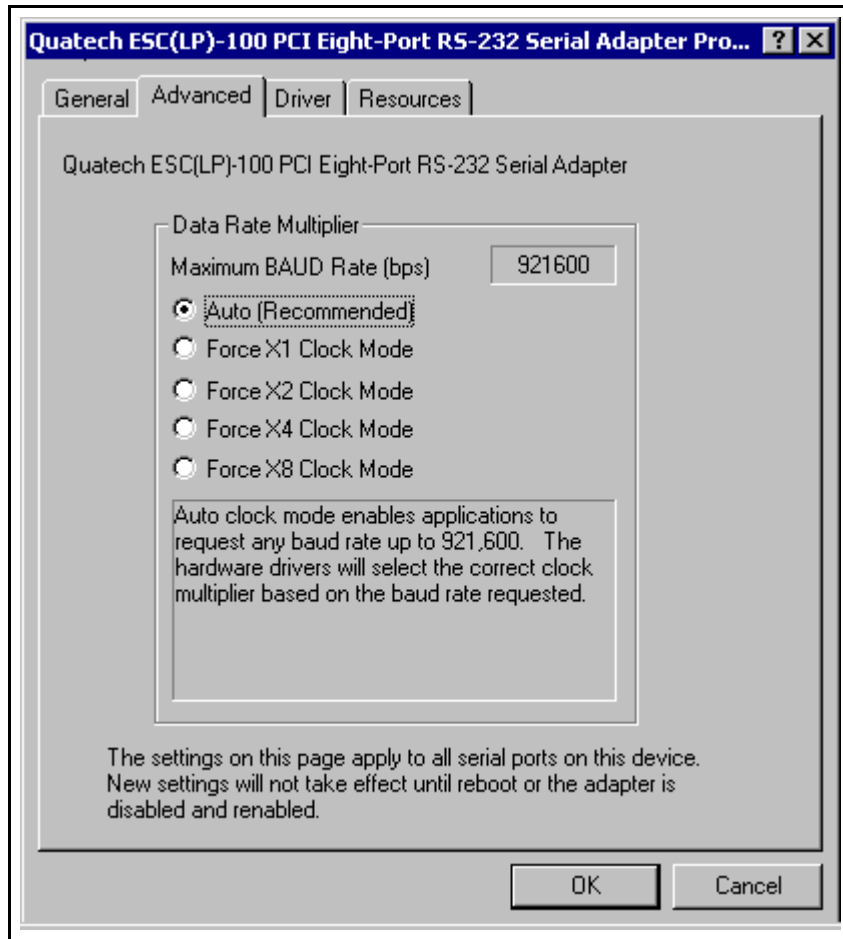 Quatech ESC(LP)-100 PCI Eight-Port RS-232 Serial Adapter Pro...
General Advanced Driver Resources
Quatech ESC(LP)-100 PCI Eight-Port RS-232 Serial Adapter
Data Rate Multiplier
Maximum BAUD Rate (bps) 921600
Auto (Recommended)
Force X1 Clock Mode
Force X2 Clock Mode
Force X4 Clock Mode
Force X8 Clock Mode
Auto clock mode enables applications to
request any baud rate up to 921,600. The
hardware drivers will select the correct clock
multiplier based on the baud rate requested.
The settings on this page apply to all serial ports on this device.
New settings will not take effect until reboot or the adapter is
disabled and renabled.
OK Cancel